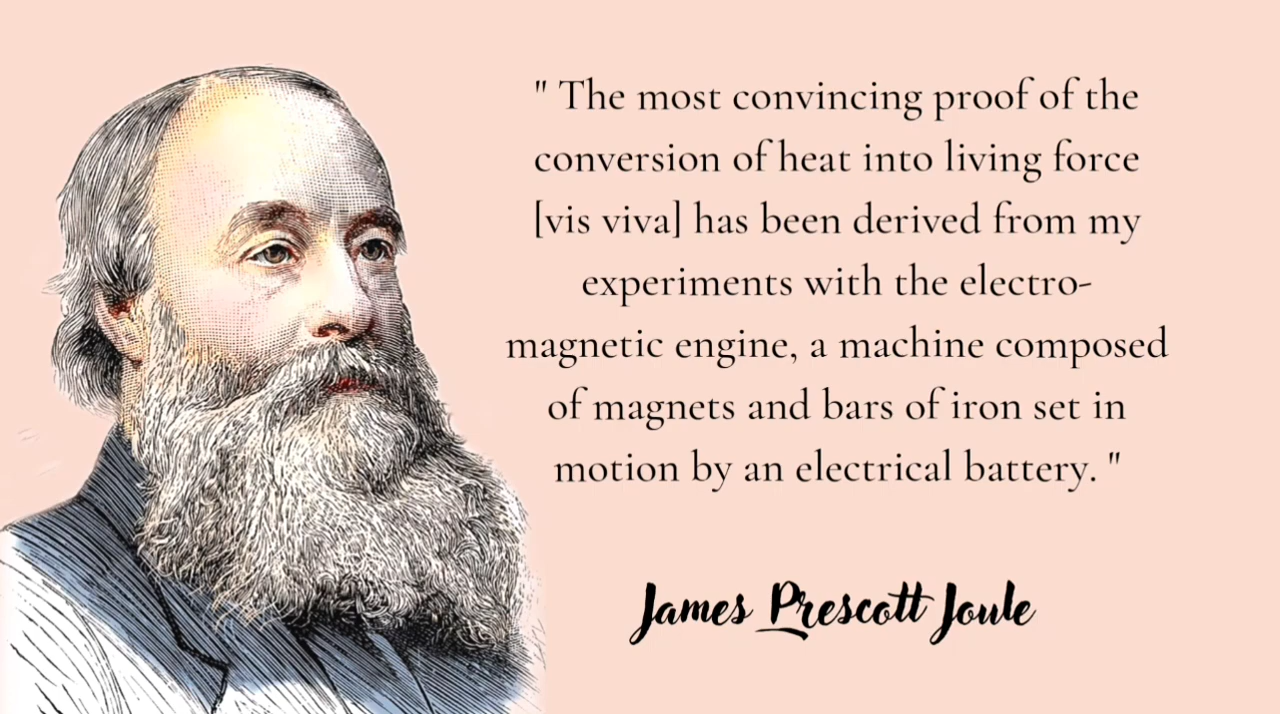 " The most convincing proof of the
conversion of heat into living force
[vis viva] has been derived from my
experiments with the electro-
magnetic engine, a machine composed
of magnets and bars of iron set in
motion by an electrical battery. "
James Prescott Joule